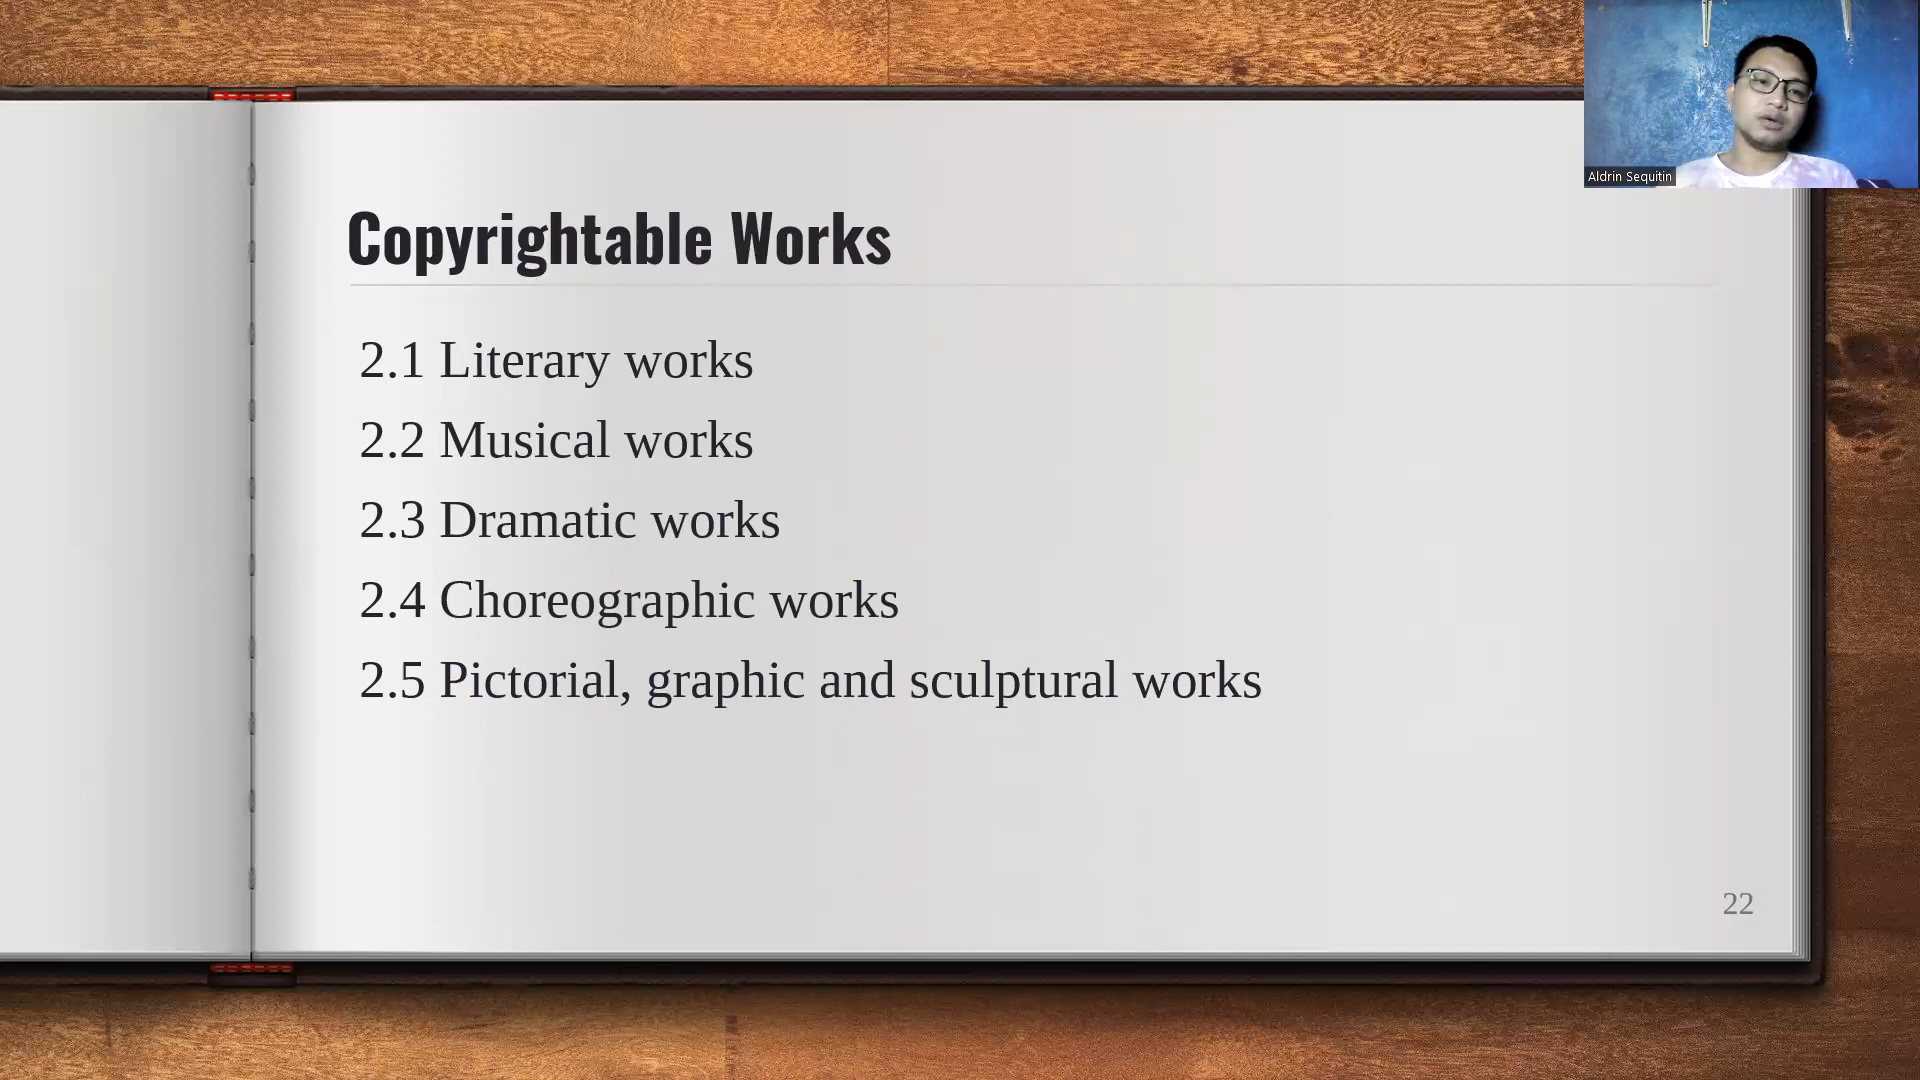 Copyrightable Works
2.1 Literary works
2.2 Musical works
2.3 Dramatic works
2.4 Choreographic works
2.5 Pictorial, graphic and sculptural works
22
Aldrin Sequitin